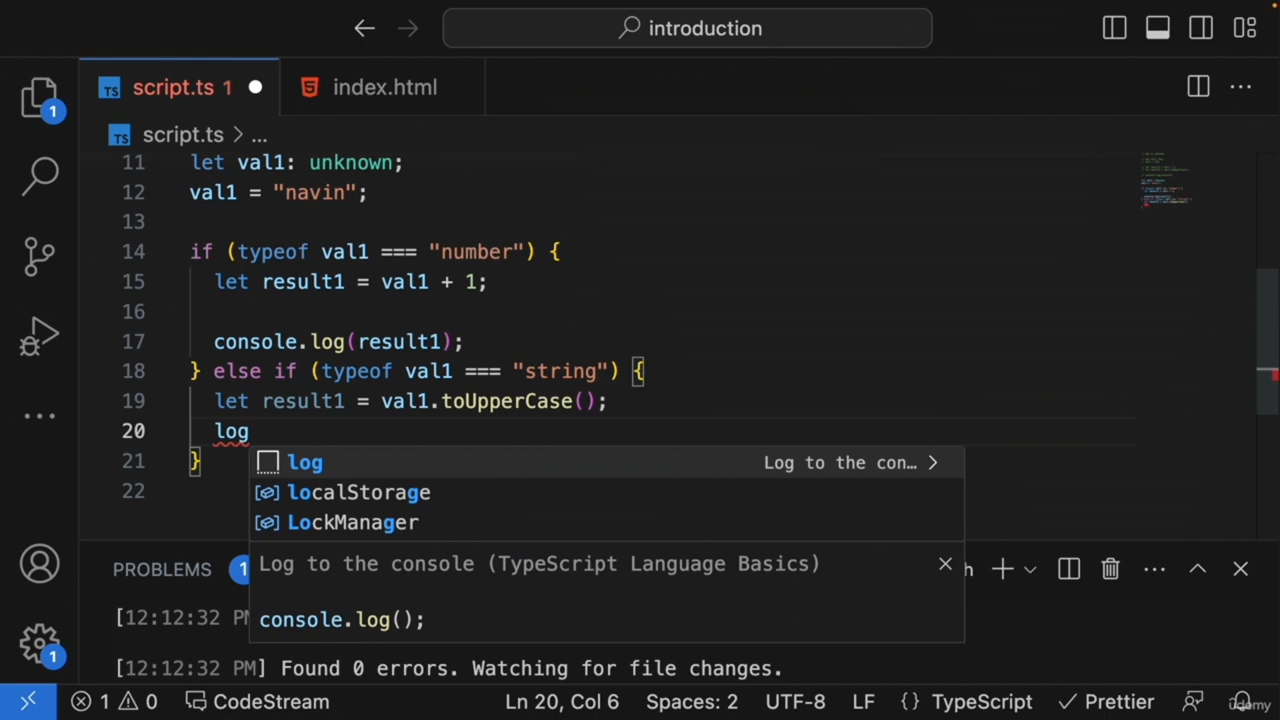 introduction
script.ts 1
index.html
script.ts > ...
11 let val1: unknown;
12 val1 = "navin";
13
14 if (typeof val1 === "number") {
15 let result1 = val1 + 1;
16
17 console.log(result1);
18 } else if (typeof val1 === "string") {
19 let result1 = val1.toUpperCase();
20 log
21 }
22
log Log to the con... >
localStorage
LockManager
Log to the console (TypeScript Language Basics)
console.log();
PROBLEMS 1 h
[12:12:32 PM
[12:12:32 PM] Found 0 errors. Watching for file changes.
1
1
1 0 CodeStream Ln 20, Col 6 Spaces: 2 UTF-8 LF {} TypeScript Prettier
udemy